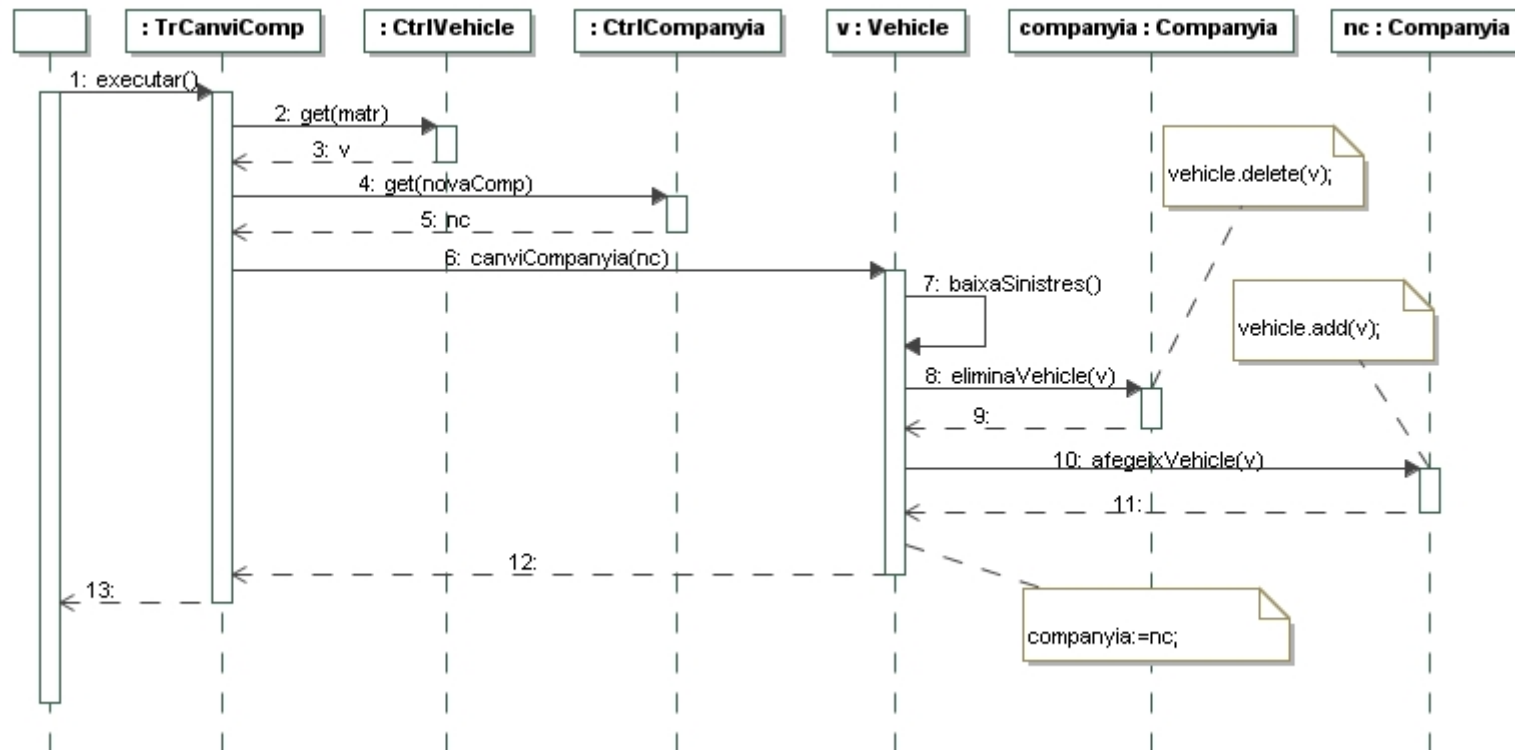 : TrCanviComp
: CtrlVehicle
: CtrlCompanyia
v : Vehicle
companyia : Companyia
nc : Companyia
1: executar()
2: get(matr)
3: v
4: get(novaComp)
5: nc
6: canviCompanyia(nc)
7: baixaSinistres()
8: eliminaVehicle(v)
vehicle.delete(v);
9:
vehicle.add(v);
10: afegeixVehicle(v)
11:
12:
13:
companyia:=nc;